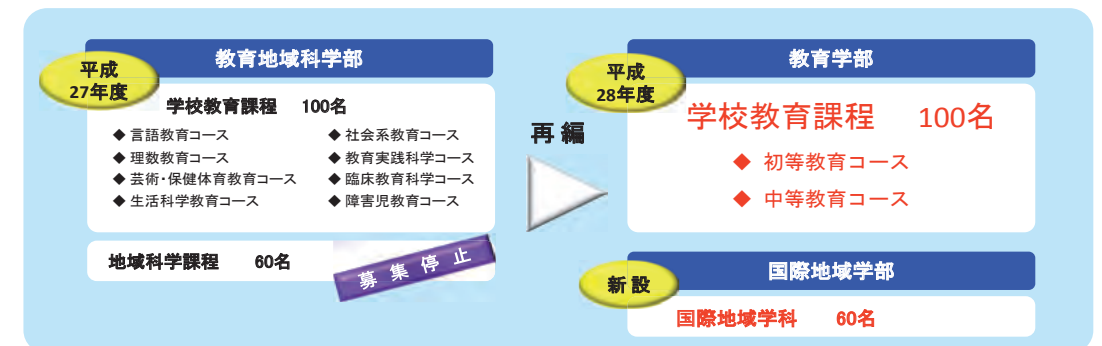 平成
27年度
教育地域科学部
学校教育課程 100名
◆ 言語教育コース
◆ 理数教育コース
◆ 芸術・保健体育教育コース
◆ 生活科学教育コース
◆ 社会系教育コース
◆ 教育実践科学コース
◆ 臨床教育科学コース
◆ 障害児教育コース
地域科学課程 60名
募集停止
再編
平成
28年度
教育学部
学校教育課程 100名
◆ 初等教育コース
◆ 中等教育コース
新設
国際地域学部
国際地域学科 60名